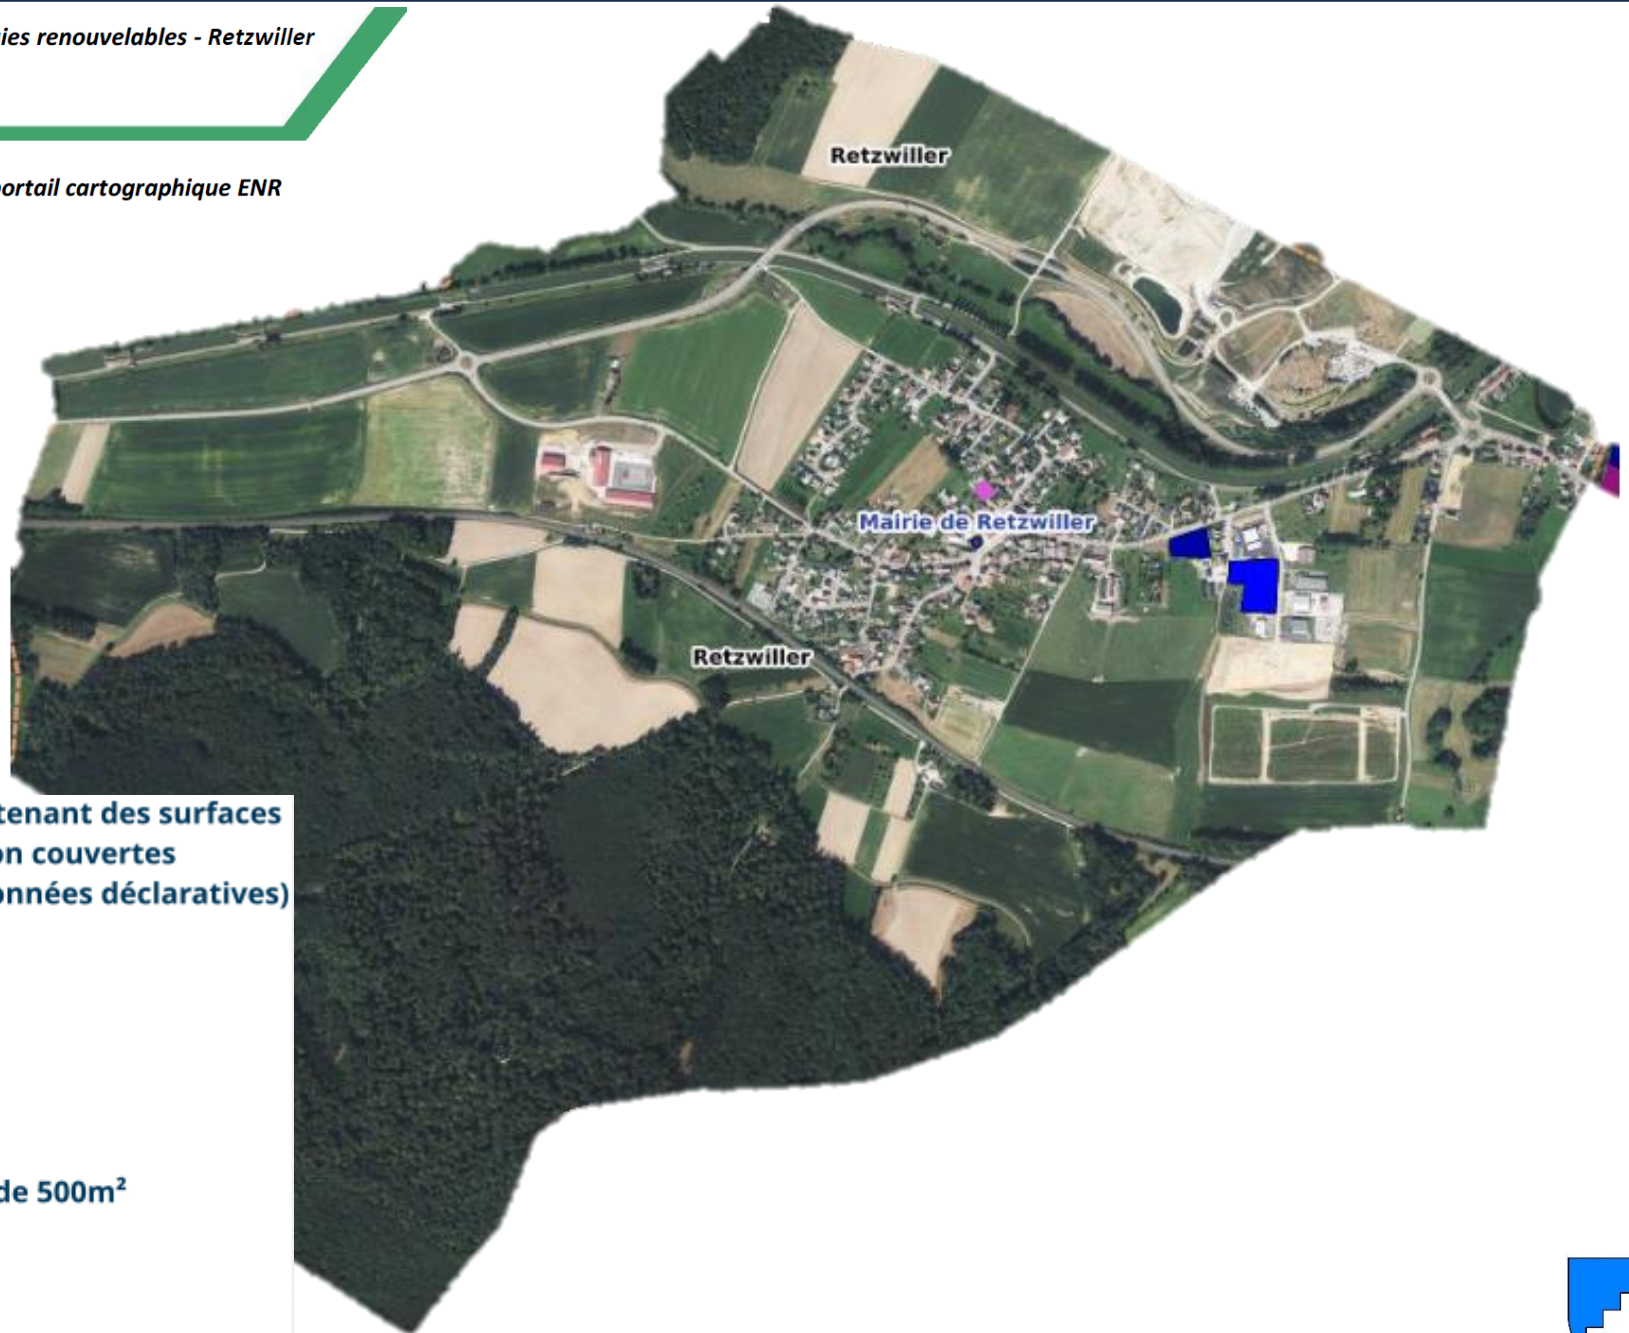 ies renouvelables - Retzwiller
Retzwiller
ortail cartographique ENR
Mairie de Retzwiller
Retzwiller
tenant des surfaces
on couvertes
onnées déclaratives)
de 500m²